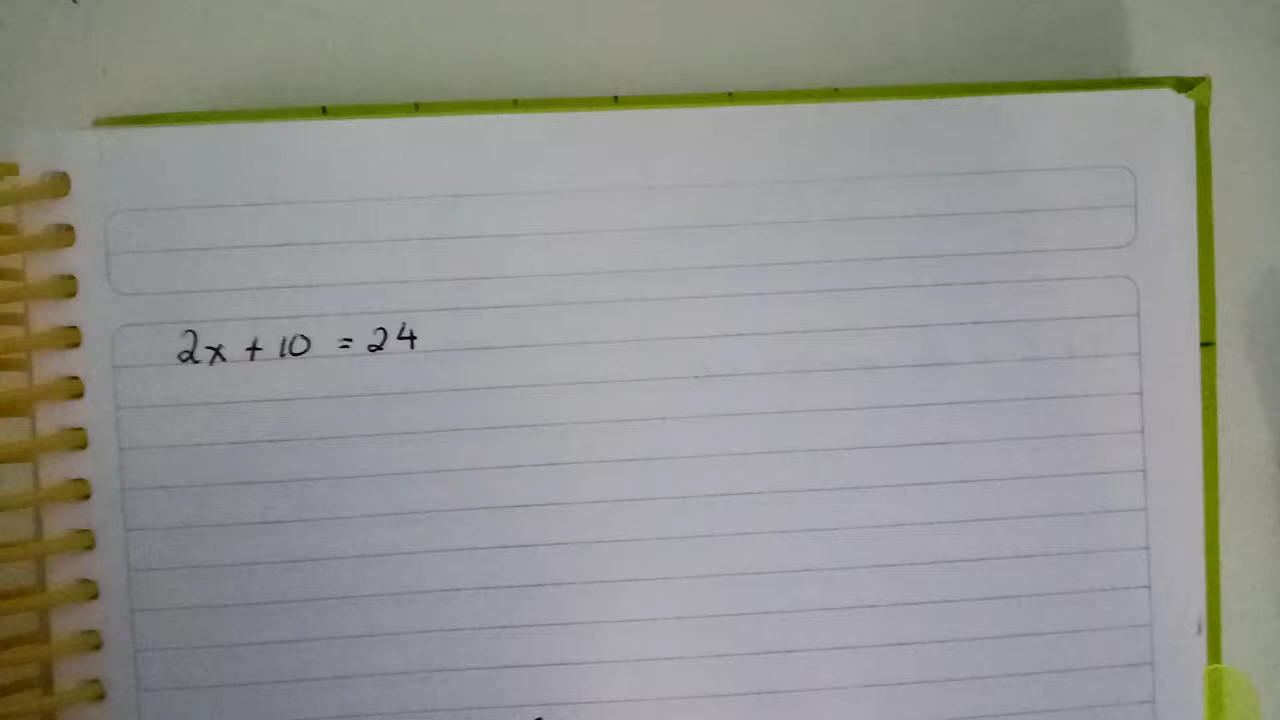 2x + 10 = 24